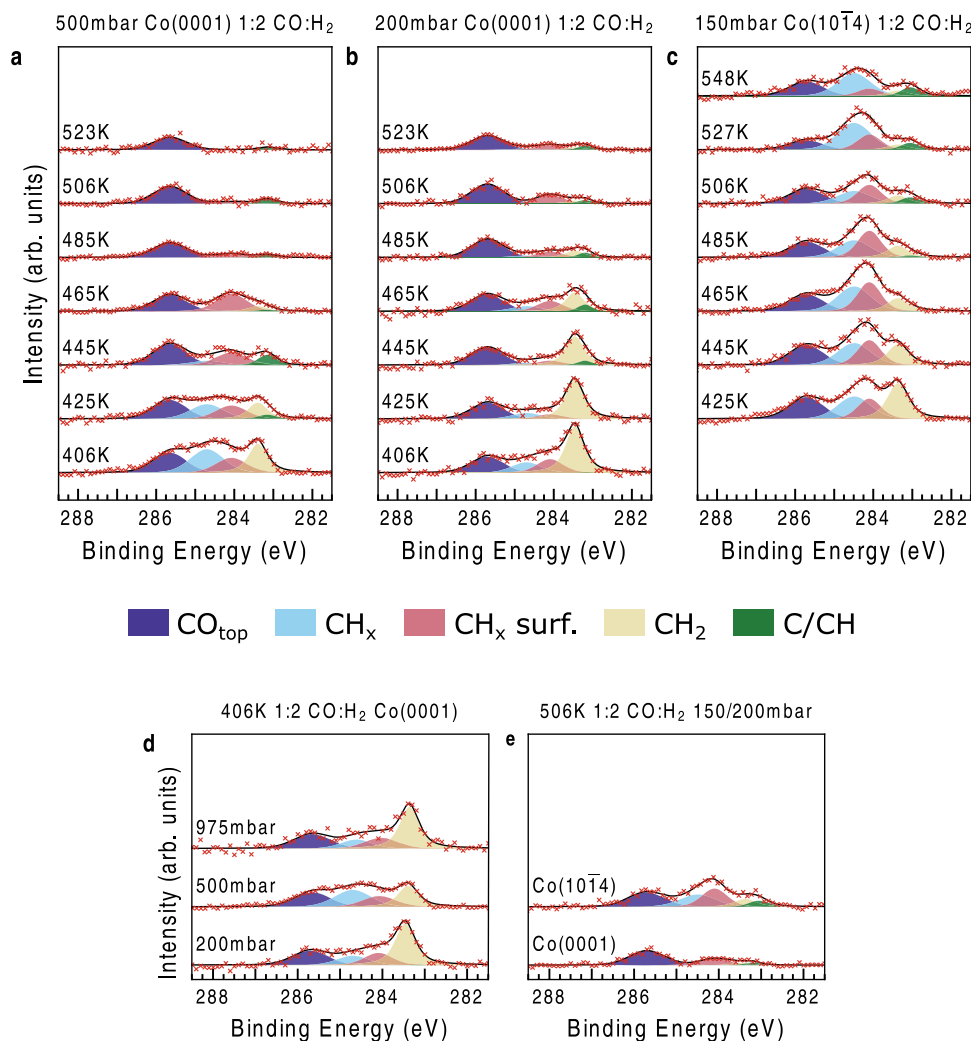 500mbar Co(0001) 1:2 CO:H₂
200mbar Co(0001) 1:2 CO:H₂
150mbar Co(101̅4) 1:2 CO:H₂
a
b
c
Intensity (arb. units)
523K
506K
485K
465K
445K
425K
406K
288 286 284 282
Binding Energy (eV)
523K
506K
485K
465K
445K
425K
406K
288 286 284 282
Binding Energy (eV)
548K
527K
506K
485K
465K
445K
425K
288 286 284 282
Binding Energy (eV)
CO_top CHₓ CHₓ surf. CH₂ C/CH
406K 1:2 CO:H₂ Co(0001)
506K 1:2 CO:H₂ 150/200mbar
d
e
Intensity (arb. units)
975mbar
500mbar
200mbar
288 286 284 282
Binding Energy (eV)
Co(101̅4)
Co(0001)
288 286 284 282
Binding Energy (eV)